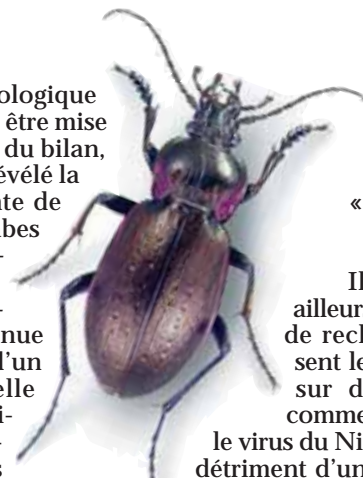 ologique
être mise
du bilan,
évélé la
te de
bes
-
-
nue
l'un
elle
i-
-
s
«
Il
ailleur
de rech
sent le
sur d
comme
le virus du Ni
détriment d'un